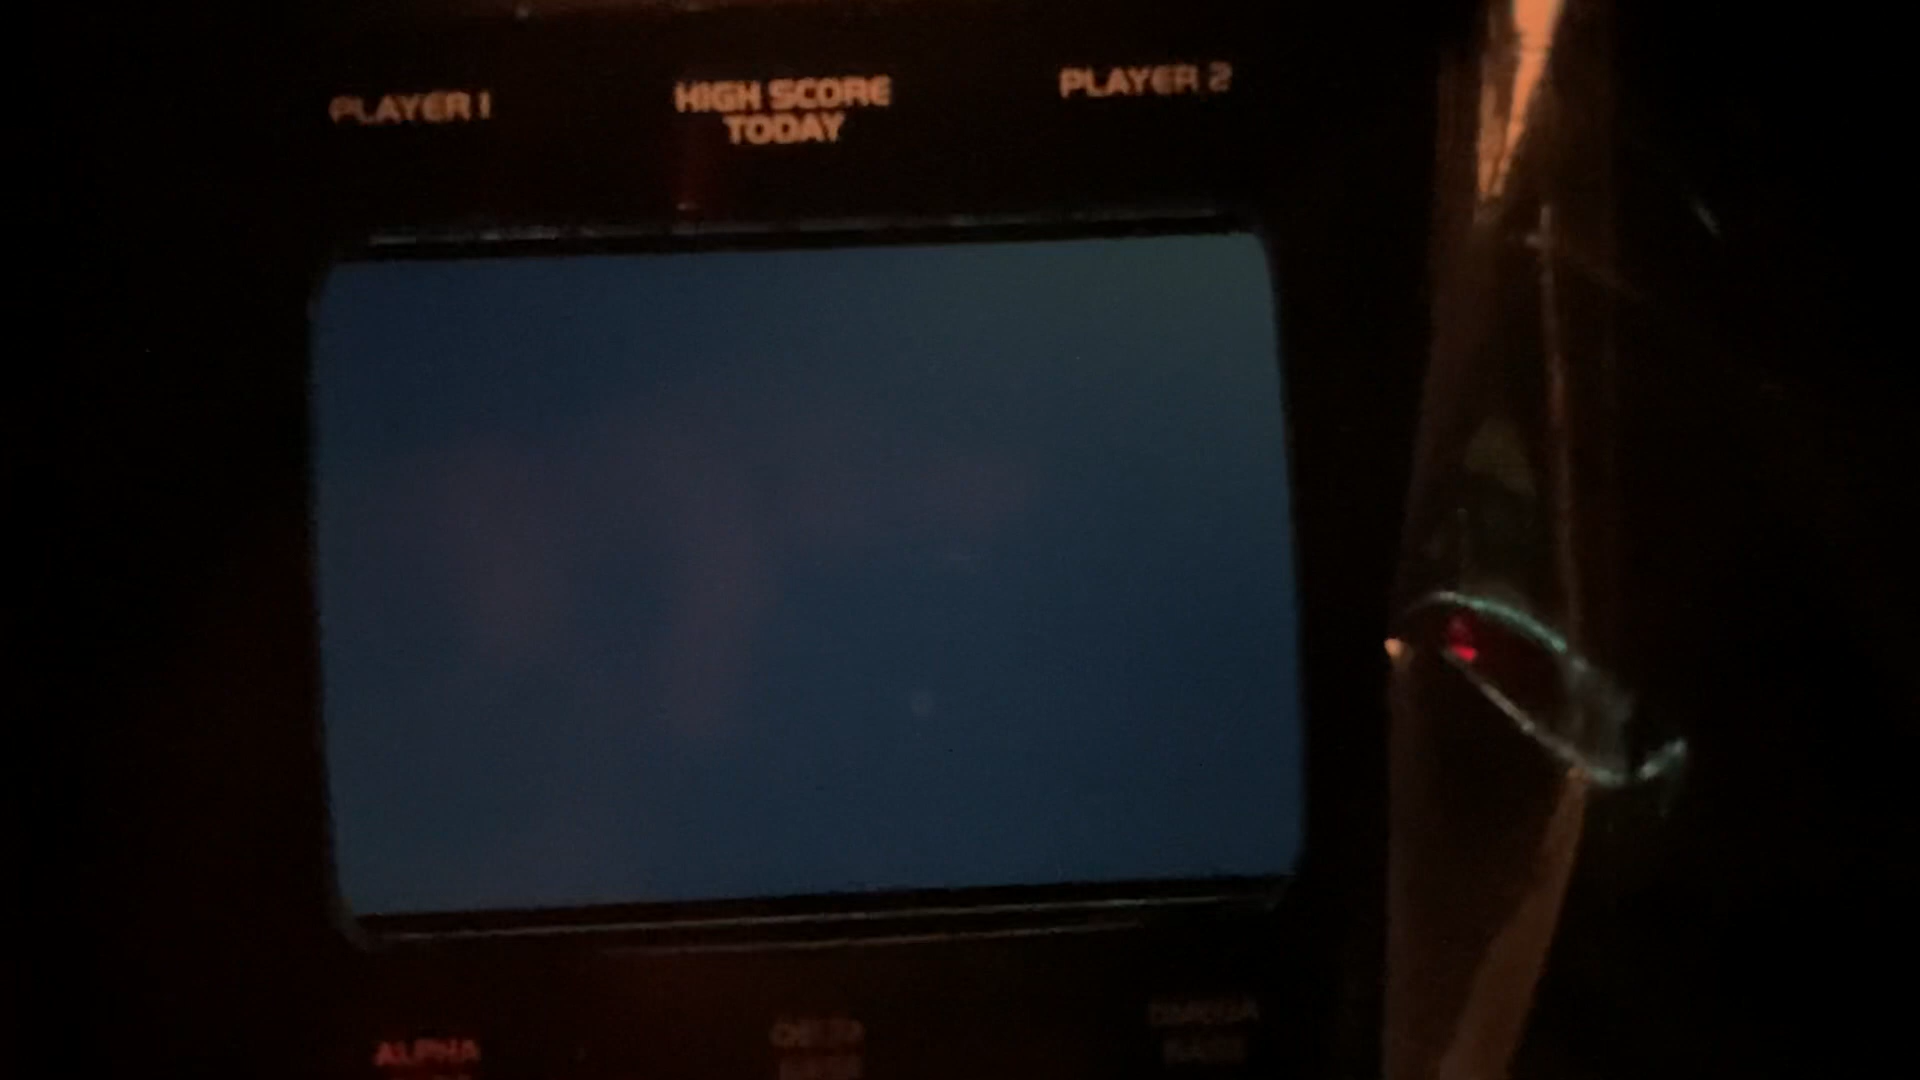 PLAYER 1
HIGH SCORE
TODAY
PLAYER 2
ALPHA